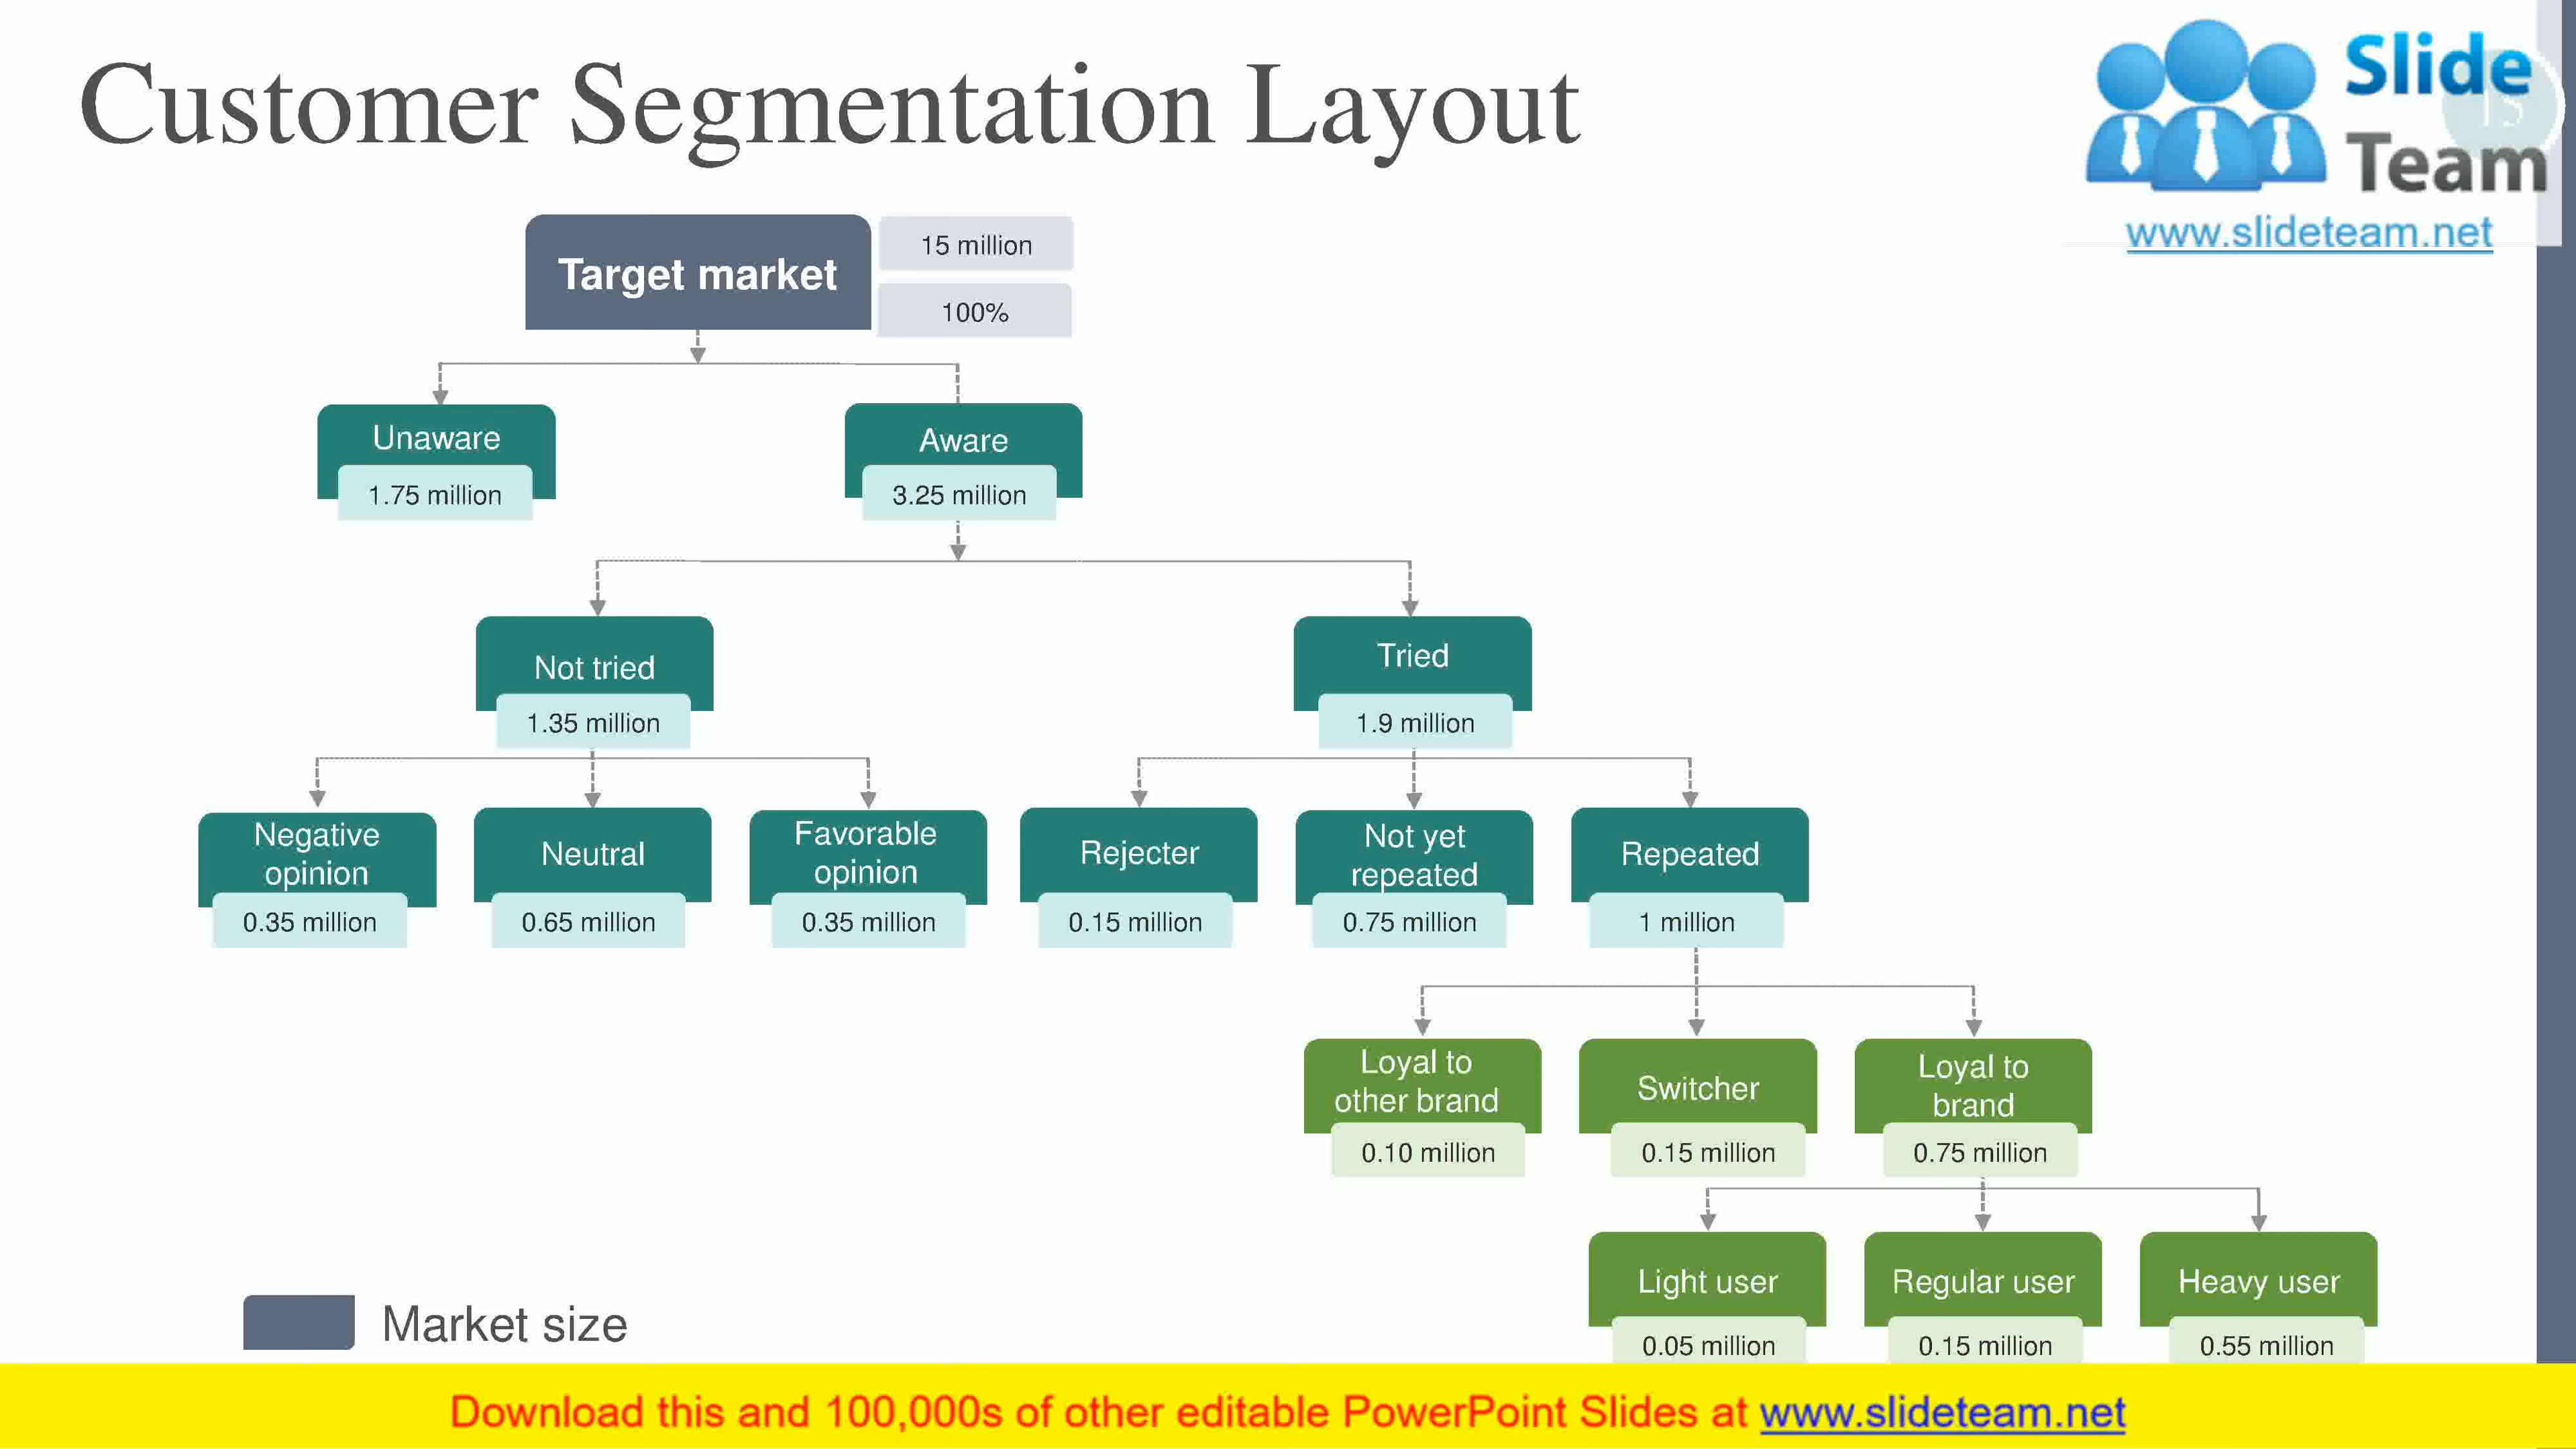 Customer Segmentation Layout
Slide
Team
15
www.slideteam.net
Target market
15 million
100%
Unaware
1.75 million
Aware
3.25 million
Not tried
1.35 million
Tried
1.9 million
Negative
opinion
0.35 million
Neutral
0.65 million
Favorable
opinion
0.35 million
Rejecter
0.15 million
Not yet
repeated
0.75 million
Repeated
1 million
Loyal to
other brand
0.10 million
Switcher
0.15 million
Loyal to
brand
0.75 million
Light user
0.05 million
Regular user
0.15 million
Heavy user
0.55 million
Market size
Download this and 100,000s of other editable PowerPoint Slides at www.slideteam.net